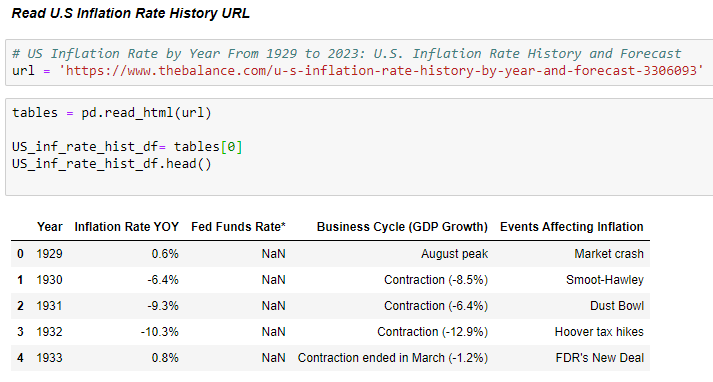 Read U.S Inflation Rate History URL
# US Inflation Rate by Year From 1929 to 2023: U.S. Inflation Rate History and Forecast
url = 'https://www.thebalance.com/u-s-inflation-rate-history-by-year-and-forecast-3306093'
tables = pd.read_html(url)
US_inf_rate_hist_df= tables[0]
US_inf_rate_hist_df.head()
Year Inflation Rate YOY Fed Funds Rate* Business Cycle (GDP Growth) Events Affecting Inflation
0 1929 0.6% NaN August peak Market crash
1 1930 -6.4% NaN Contraction (-8.5%) Smoot-Hawley
2 1931 -9.3% NaN Contraction (-6.4%) Dust Bowl
3 1932 -10.3% NaN Contraction (-12.9%) Hoover tax hikes
4 1933 0.8% NaN Contraction ended in March (-1.2%) FDR's New Deal